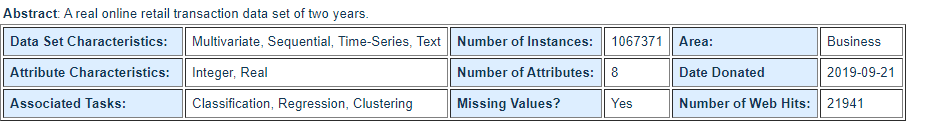 Abstract: A real online retail transaction data set of two years.
Data Set Characteristics: Multivariate, Sequential, Time-Series, Text Number of Instances: 1067371 Area: Business
Attribute Characteristics: Integer, Real Number of Attributes: 8 Date Donated 2019-09-21
Associated Tasks: Classification, Regression, Clustering Missing Values? Yes Number of Web Hits: 21941